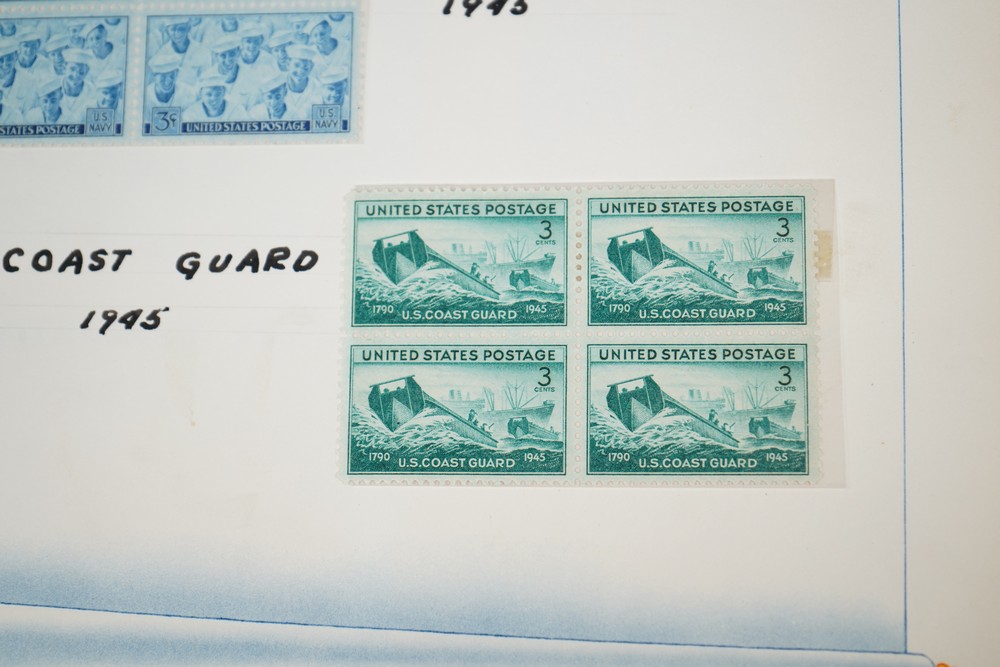 1945
STATES POSTAGE U.S. NAVY
3¢ UNITED STATES POSTAGE U.S. NAVY
COAST GUARD
1945
UNITED STATES POSTAGE
3
CENTS
1790 1945
U.S. COAST GUARD
UNITED STATES POSTAGE
3
CENTS
1790 1945
U.S. COAST GUARD
UNITED STATES POSTAGE
3
CENTS
1790 1945
U.S. COAST GUARD
UNITED STATES POSTAGE
3
CENTS
1790 1945
U.S. COAST GUARD